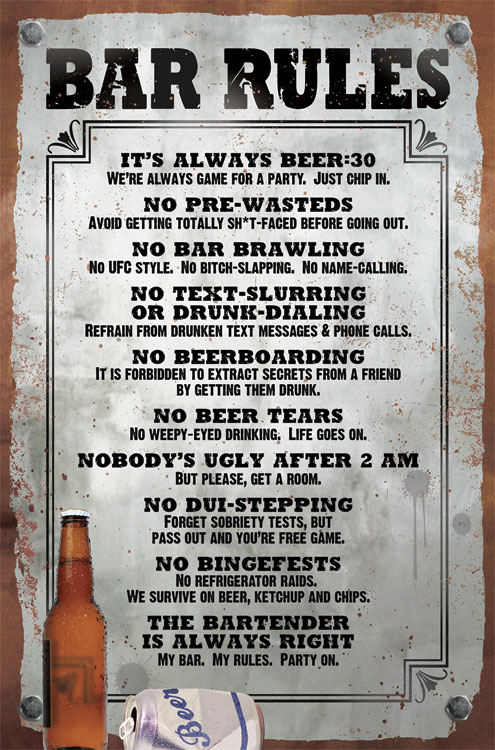 BAR RULES
IT'S ALWAYS BEER:30
WE'RE ALWAYS GAME FOR A PARTY. JUST CHIP IN.
NO PRE-WASTEDS
AVOID GETTING TOTALLY SH*T-FACED BEFORE GOING OUT.
NO BAR BRAWLING
NO UFC STYLE. NO BITCH-SLAPPING. NO NAME-CALLING.
NO TEXT-SLURRING
OR DRUNK-DIALING
REFRAIN FROM DRUNKEN TEXT MESSAGES & PHONE CALLS.
NO BEERBOARDING
IT IS FORBIDDEN TO EXTRACT SECRETS FROM A FRIEND
BY GETTING THEM DRUNK.
NO BEER TEARS
NO WEEPY-EYED DRINKING. LIFE GOES ON.
NOBODY'S UGLY AFTER 2 AM
BUT PLEASE, GET A ROOM.
NO DUI-STEPPING
FORGET SOBRIETY TESTS, BUT
PASS OUT AND YOU'RE FREE GAME.
NO BINGEFESTS
NO REFRIGERATOR RAIDS.
WE SURVIVE ON BEER, KETCHUP AND CHIPS.
THE BARTENDER
IS ALWAYS RIGHT
MY BAR. MY RULES. PARTY ON.
Beer